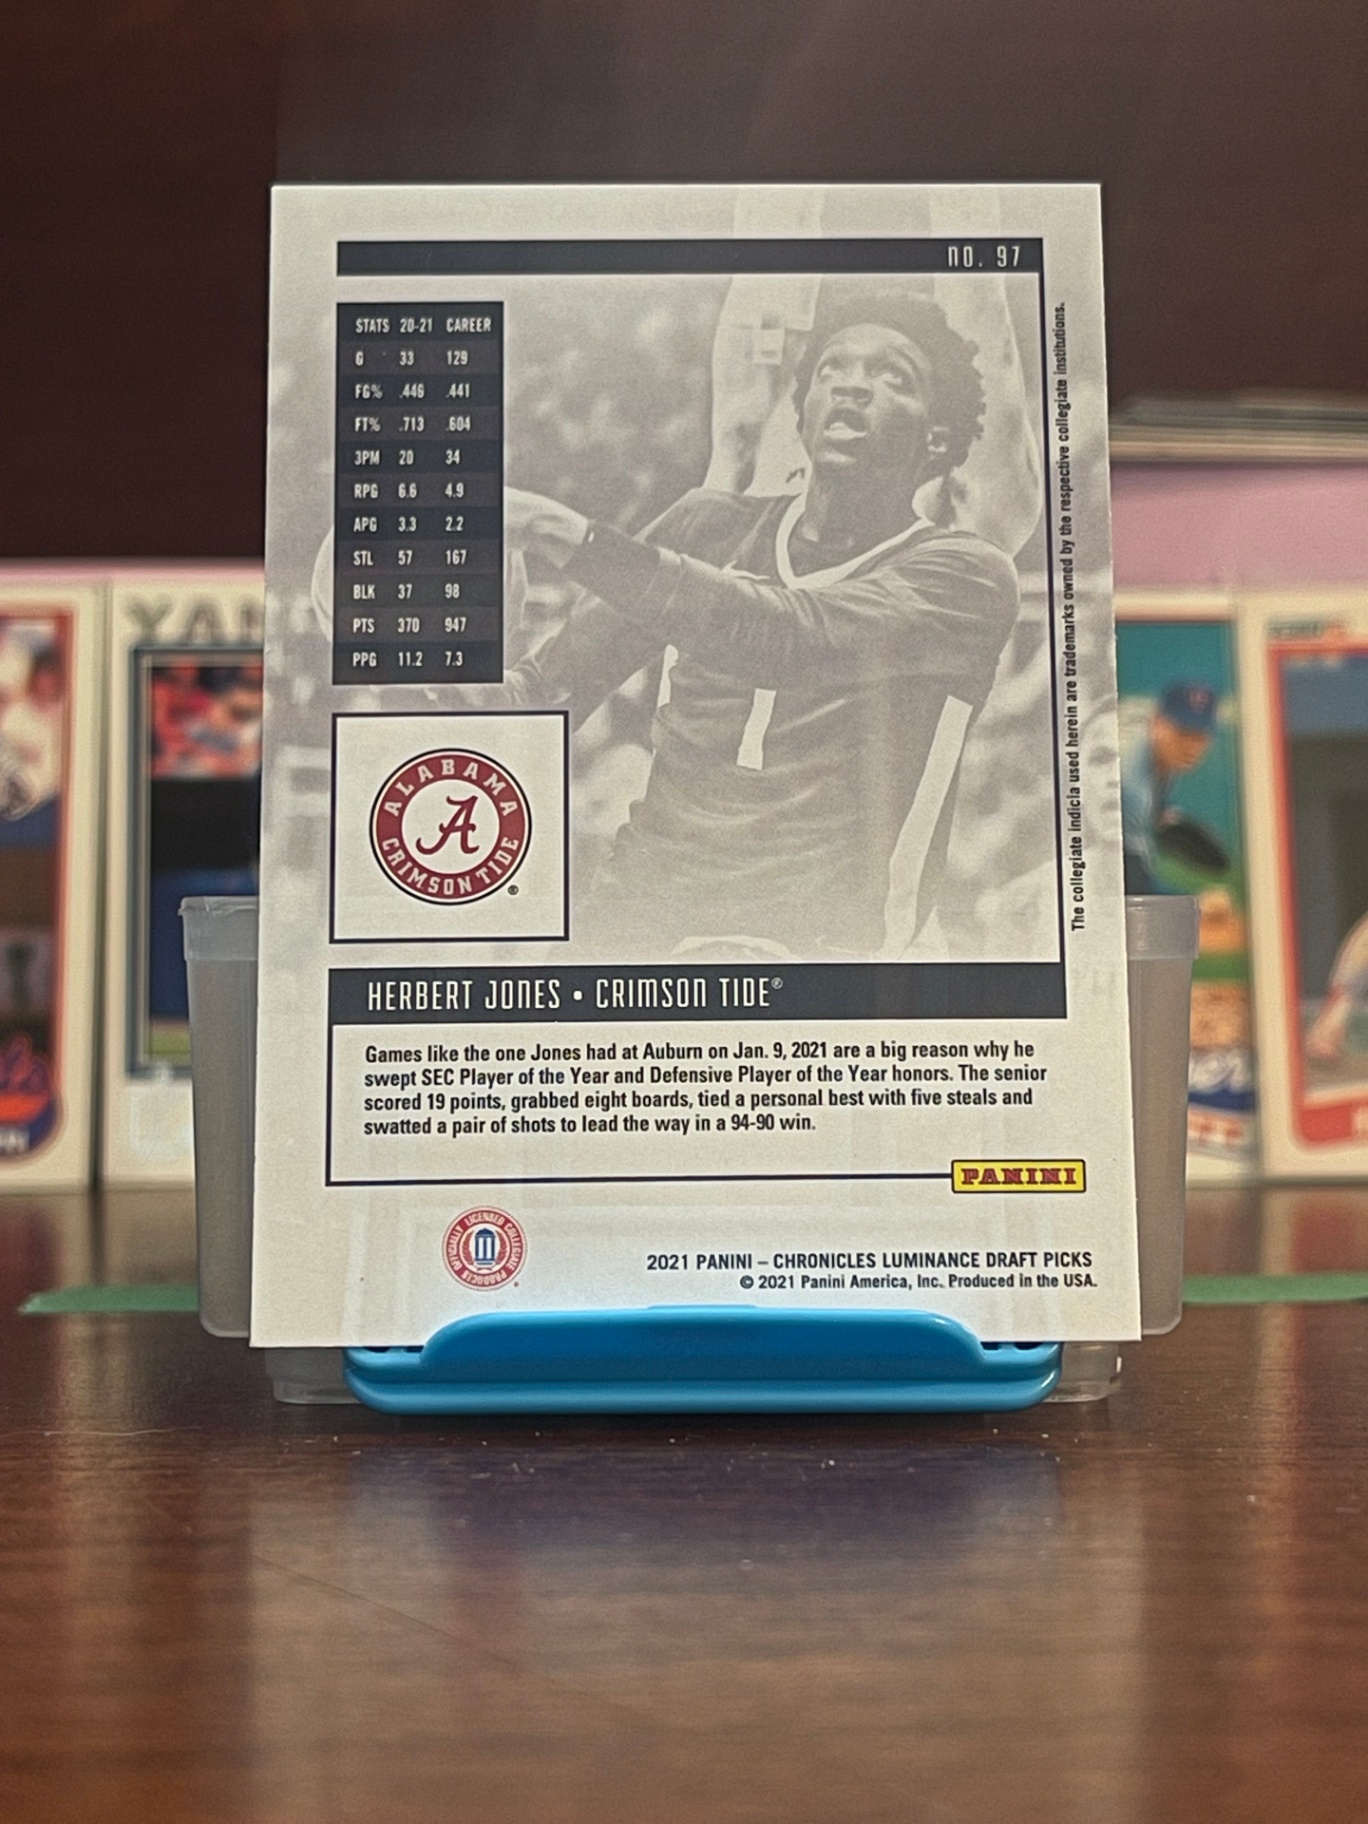 no. 97
STATS 20-21 CAREER
G 33 129
FG% .446 .441
FT% .713 .604
3PM 20 34
RPG 6.6 4.9
APG 3.3 2.2
STL 57 167
BLK 37 98
PTS 370 947
PPG 11.2 7.3
The collegiate indicia used herein are trademarks owned by the respective collegiate institutions.
1
ALABAMA
A
CRIMSON TIDE®
HERBERT JONES • CRIMSON TIDE®
Games like the one Jones had at Auburn on Jan. 9, 2021 are a big reason why he
swept SEC Player of the Year and Defensive Player of the Year honors. The senior
scored 19 points, grabbed eight boards, tied a personal best with five steals and
swatted a pair of shots to lead the way in a 94-90 win.
PANINI
OFFICIALLY LICENSED COLLEGIATE PRODUCTS
2021 PANINI – CHRONICLES LUMINANCE DRAFT PICKS
© 2021 Panini America, Inc. Produced in the USA.
YAN